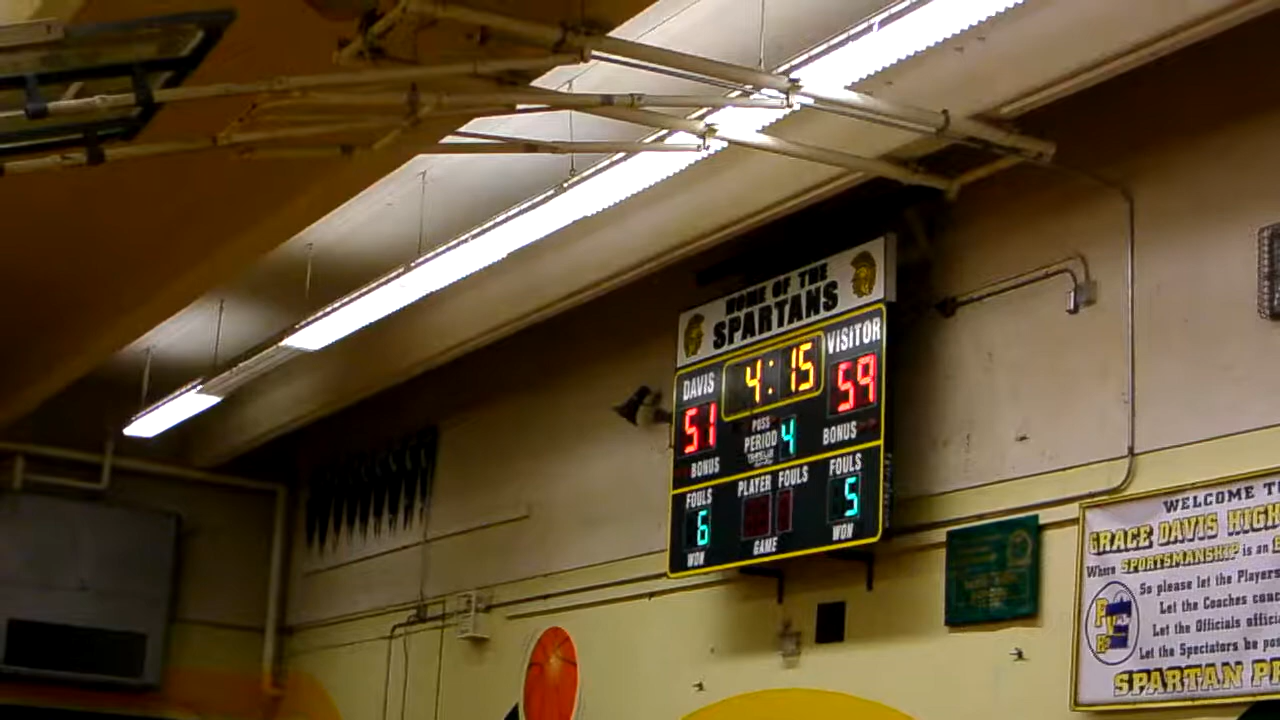 HOME OF THE
SPARTANS
DAVIS
4:15
VISITOR
51
59
POSS
PERIOD 4
BONUS
BONUS
FOULS
PLAYER FOULS
FOULS
6
5
WON
GAME
WON
WELCOME T
GRACE DAVIS HIGH
Where SPORTSMANSHIP is an
So please let the Players
Let the Coaches coac
Let the Officials offici
Let the Spectators be po
SPARTAN PR